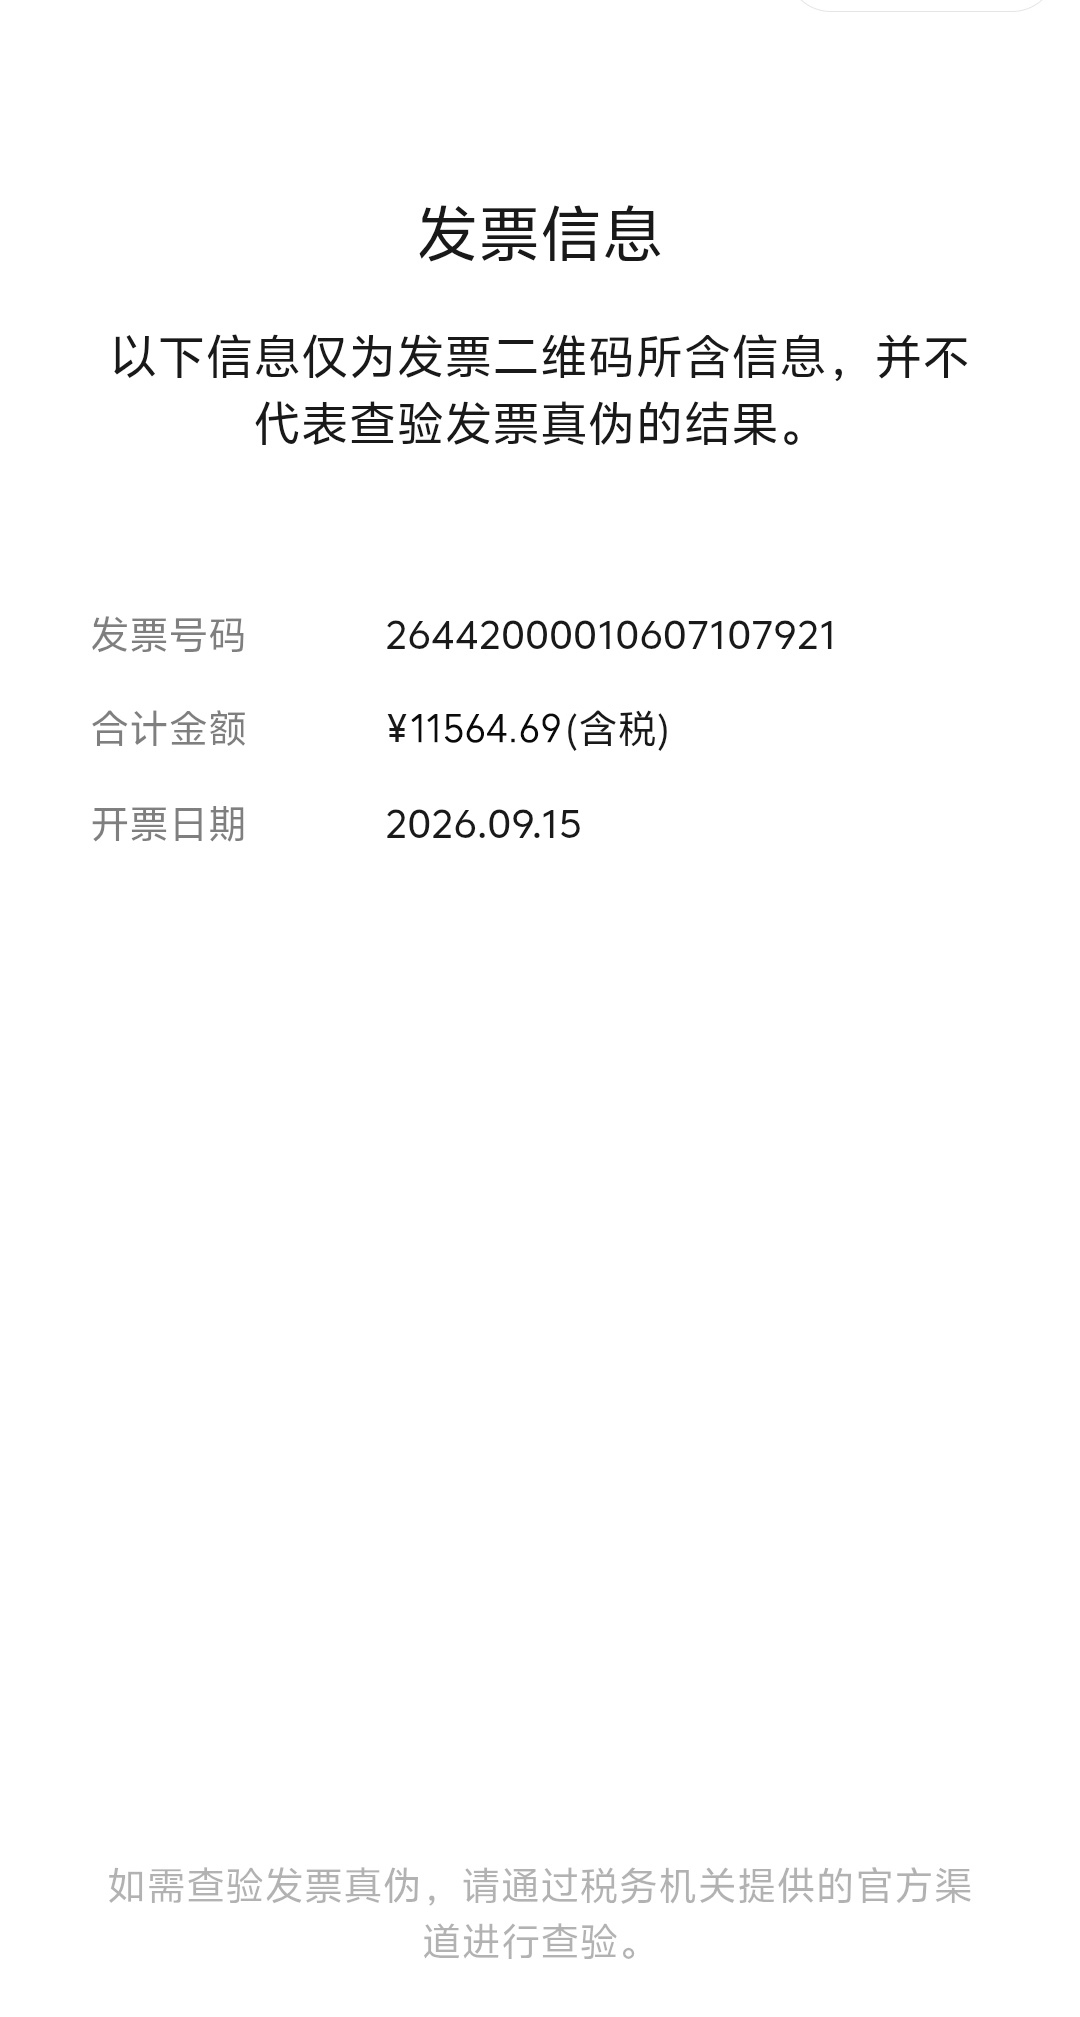 发票信息
以下信息仅为发票二维码所含信息，并不
代表查验发票真伪的结果。
发票号码 26442000010607107921
合计金额 ¥11564.69(含税)
开票日期 2026.09.15
如需查验发票真伪，请通过税务机关提供的官方渠
道进行查验。